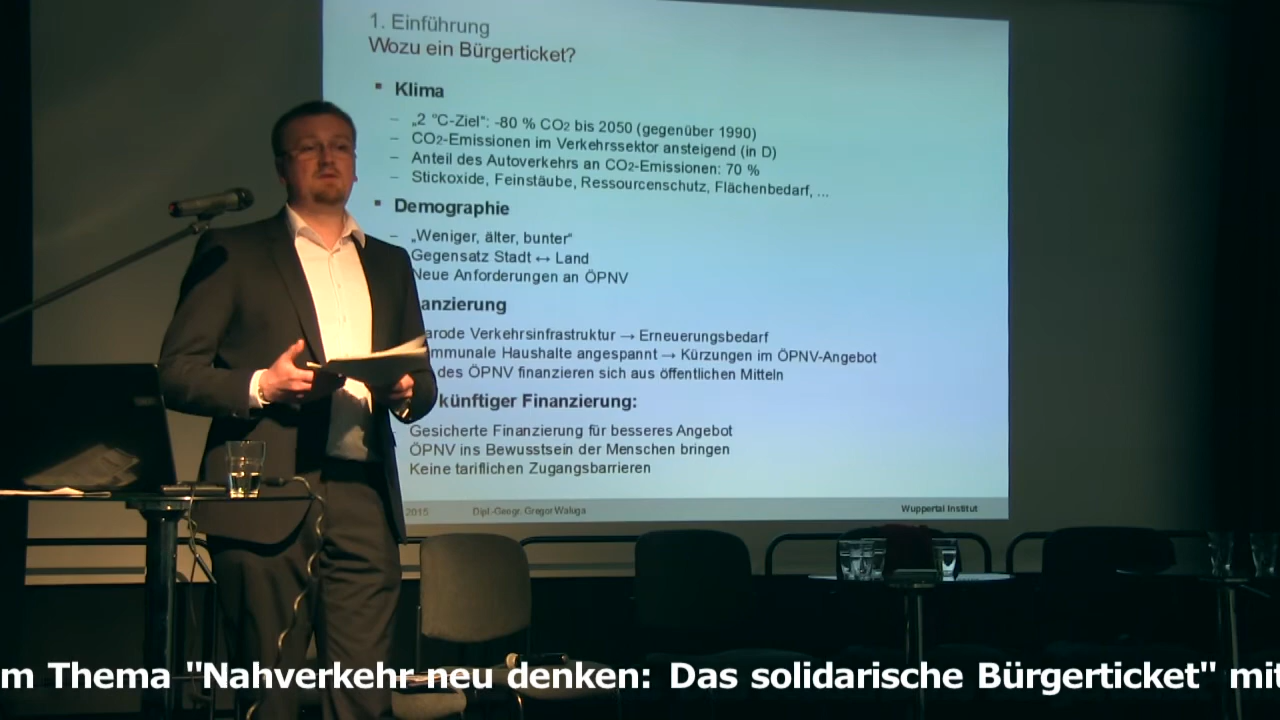 1. Einführung
Wozu ein Bürgerticket?
Klima
– „2 °C-Ziel“: -80 % CO2 bis 2050 (gegenüber 1990)
– CO2-Emissionen im Verkehrssektor ansteigend (in D)
– Anteil des Autoverkehrs an CO2-Emissionen: 70 %
– Stickoxide, Feinstäube, Ressourcenschutz, Flächenbedarf, ...
Demographie
– „Weniger, älter, bunter“
Gegensatz Stadt ↔ Land
Neue Anforderungen an ÖPNV
anzierung
arode Verkehrsinfrastruktur → Erneuerungsbedarf
mmunale Haushalte angespannt → Kürzungen im ÖPNV-Angebot
des ÖPNV finanzieren sich aus öffentlichen Mitteln
künftiger Finanzierung:
Gesicherte Finanzierung für besseres Angebot
ÖPNV ins Bewusstsein der Menschen bringen
Keine tariflichen Zugangsbarrieren
2015 Dipl.-Geogr. Gregor Waluga Wuppertal Institut
m Thema "Nahverkehr neu denken: Das solidarische Bürgerticket" mit